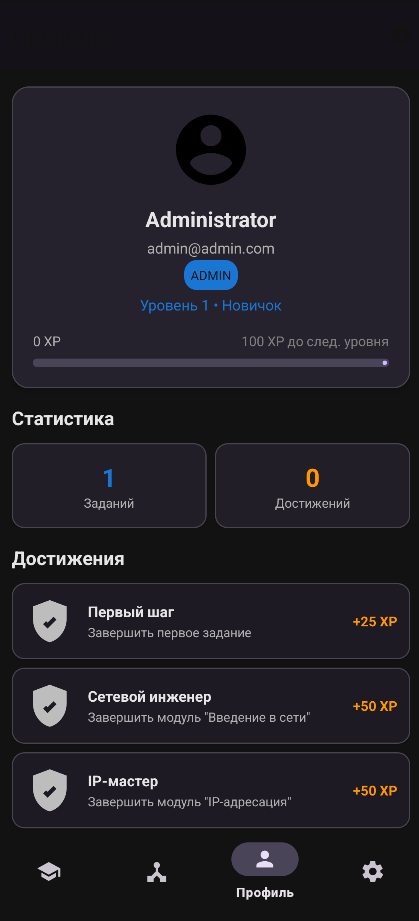 Administrator
admin@admin.com
ADMIN
Уровень 1 • Новичок
0 XP
100 XP до след. уровня
Статистика
1
Заданий
0
Достижений
Достижения
Первый шаг
Завершить первое задание
+25 XP
Сетевой инженер
Завершить модуль "Введение в сети"
+50 XP
IP-мастер
Завершить модуль "IP-адресация"
+50 XP
Профиль